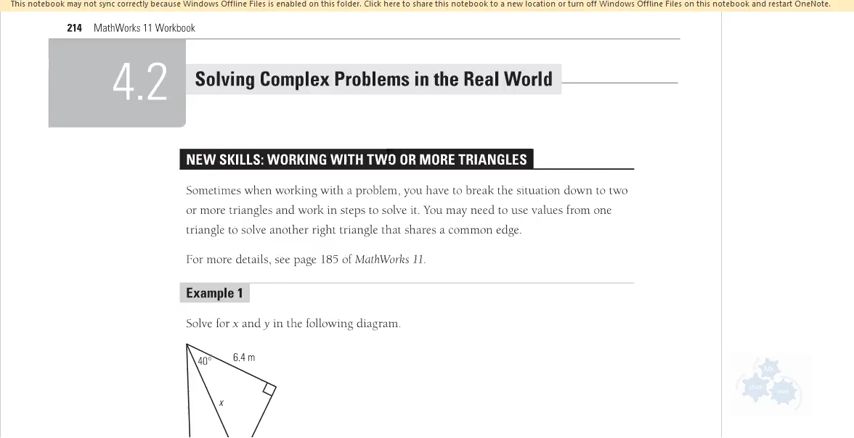 This notebook may not sync correctly because Windows Offline Files is enabled on this folder. Click here to share this notebook to a new location or turn off Windows Offline Files on this notebook and restart OneNote.
214 MathWorks 11 Workbook
4.2
Solving Complex Problems in the Real World
NEW SKILLS: WORKING WITH TWO OR MORE TRIANGLES
Sometimes when working with a problem, you have to break the situation down to two
or more triangles and work in steps to solve it. You may need to use values from one
triangle to solve another right triangle that shares a common edge.
For more details, see page 185 of MathWorks 11.
Example 1
Solve for x and y in the following diagram.
40°
6.4 m
x